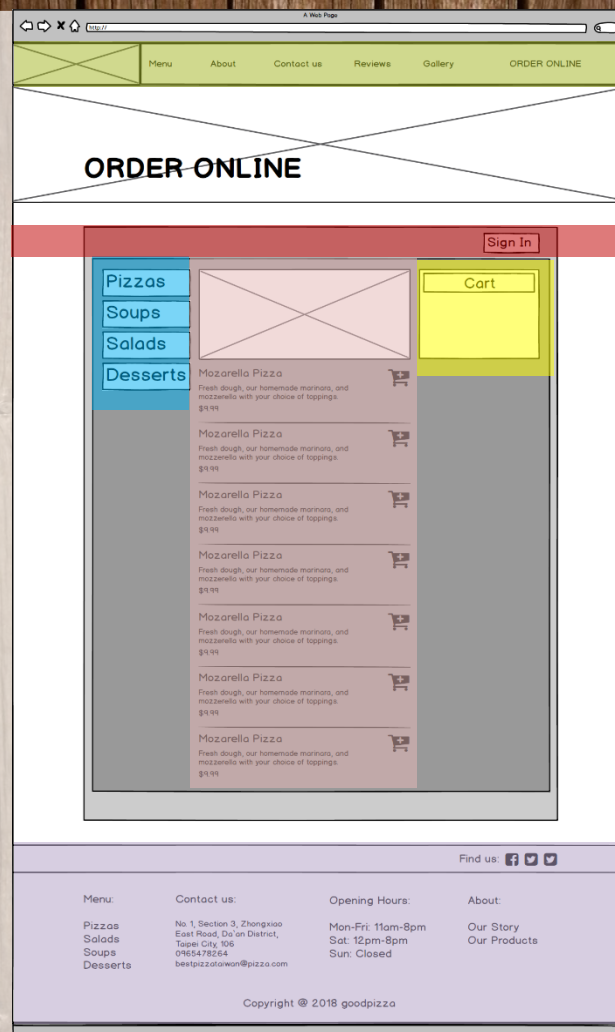 A Web Page
http://
Menu About Contact us Reviews Gallery ORDER ONLINE
ORDER ONLINE
Sign In
Pizzas
Soups
Salads
Desserts
Cart
Mozarella Pizza
Fresh dough, our homemade marinara, and
mozzerella with your choice of toppings.
$9.99
Mozarella Pizza
Fresh dough, our homemade marinara, and
mozzerella with your choice of toppings.
$9.99
Mozarella Pizza
Fresh dough, our homemade marinara, and
mozzerella with your choice of toppings.
$9.99
Mozarella Pizza
Fresh dough, our homemade marinara, and
mozzerella with your choice of toppings.
$9.99
Mozarella Pizza
Fresh dough, our homemade marinara, and
mozzerella with your choice of toppings.
$9.99
Mozarella Pizza
Fresh dough, our homemade marinara, and
mozzerella with your choice of toppings.
$9.99
Mozarella Pizza
Fresh dough, our homemade marinara, and
mozzerella with your choice of toppings.
$9.99
Find us:
Menu:
Pizzas
Salads
Soups
Desserts
Contact us:
No. 1, Section 3, Zhongxiao
East Road, Da'an District,
Taipei City, 106
0965478264
bestpizzataiwan@pizza.com
Opening Hours:
Mon-Fri: 11am-8pm
Sat: 12pm-8pm
Sun: Closed
About:
Our Story
Our Products
Copyright @ 2018 goodpizza